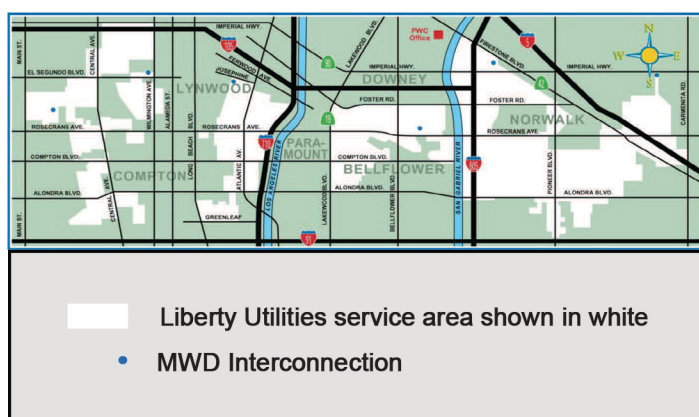 IMPERIAL HWY.
PWC
Office
5
N
W
E
S
MAIN ST.
CENTRAL AVE.
105
FERWOOD AVE.
90
LAKEWOOD BLVD.
FIRESTONE BLVD.
IMPERIAL HWY.
IMPERIAL HWY.
EL SEGUNDO BLVD.
JOSEPHINE
LYNWOOD
DOWNEY
42
WILMINGTON AVE.
ALAMEDA ST.
FOSTER RD.
FOSTER RD.
CARMENITA RD.
19
NORWALK
ROSECRANS AVE.
ROSECRANS AVE.
ROSECRANS AVE.
LONG BEACH BLVD.
ATLANTIC AV.
710
PARA-
MOUNT
605
COMPTON BLVD.
COMPTON BLVD.
COMPTON
BELLFLOWER
LOS ANGELES RIVER
SAN GABRIEL RIVER
PIONEER BLVD.
ALONDRA BLVD.
ALONDRA BLVD.
ALONDRA BLVD.
MAIN ST.
CENTRAL AVE.
GREENLEAF
LAKEWOOD BLVD.
BELLFLOWER BLVD.
91
Liberty Utilities service area shown in white
MWD Interconnection